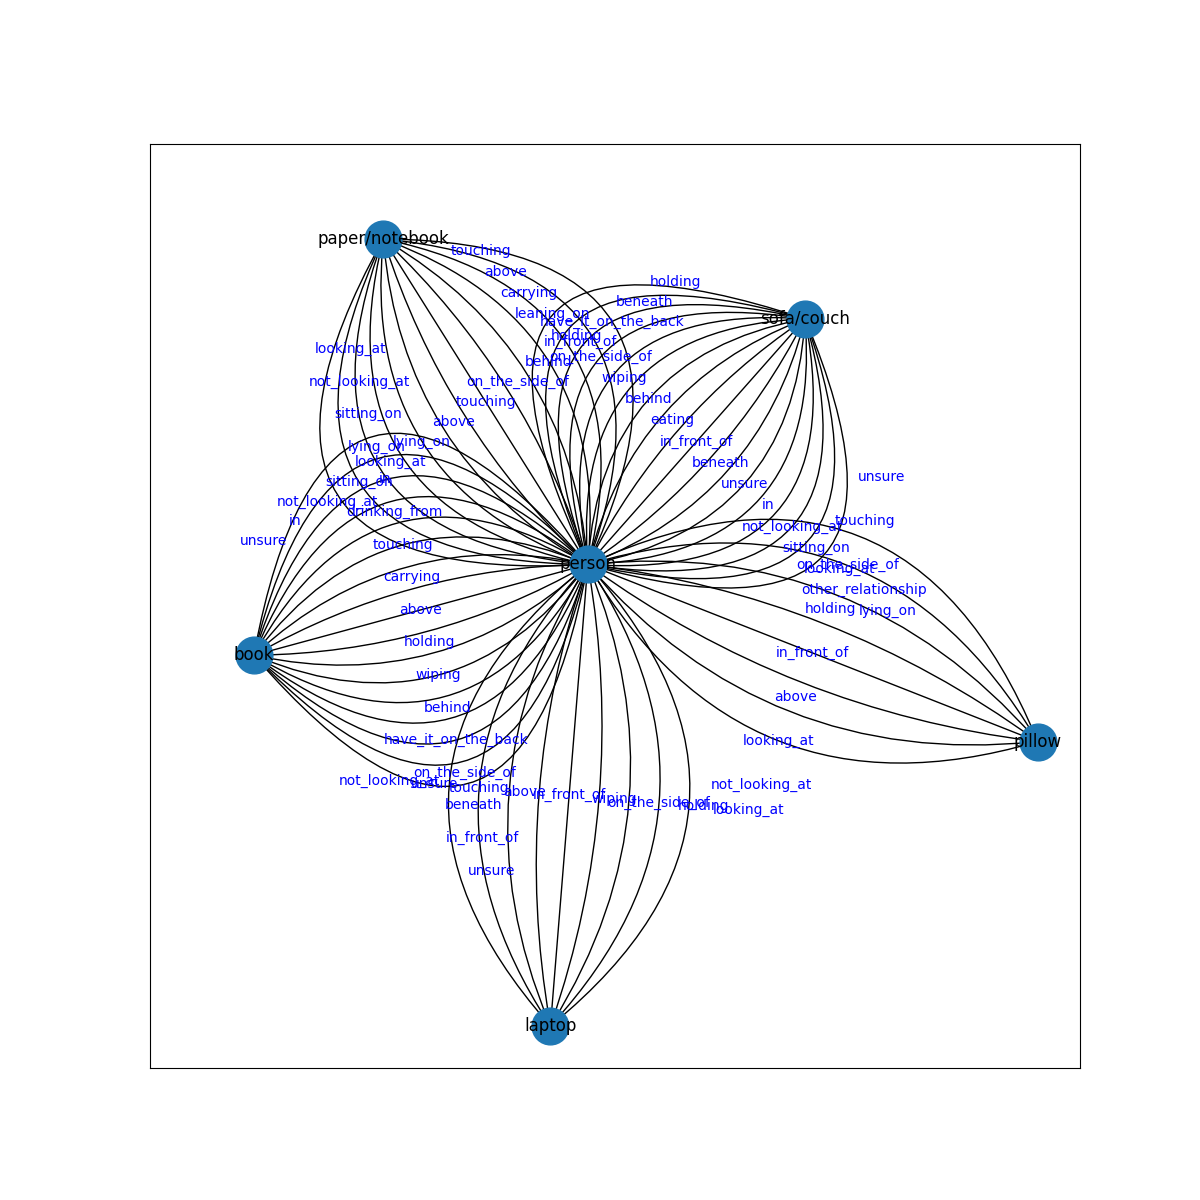 paper/notebook
touching
above
carrying
leaning_on
holding
beneath
have_it_on_the_back
sofa/couch
holding
in_front_of
on_the_side_of
behind
looking_at
not_looking_at
on_the_side_of
wiping
touching
behind
sitting_on
above
eating
lying_on
lying_on
in_front_of
looking_at
in
beneath
sitting_on
unsure
unsure
not_looking_at
drinking_from
in
in
not_looking_at
touching
unsure
touching
sitting_on
person
on_the_side_of
looking_at
carrying
other_relationship
above
holding
lying_on
holding
book
in_front_of
wiping
above
behind
have_it_on_the_back
looking_at
pillow
on_the_side_of
not_looking_at
unsure
touching
above
in_front_of
wiping
on_the_side_of
holding
not_looking_at
looking_at
beneath
in_front_of
unsure
laptop